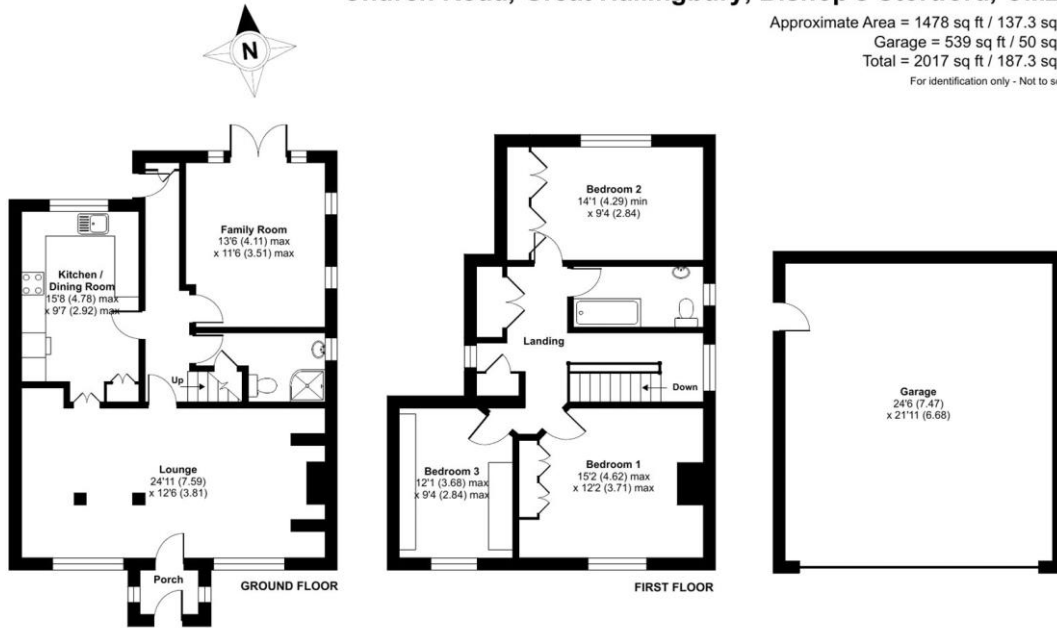 Approximate Area = 1478 sq ft / 137.3 sq
Garage = 539 sq ft / 50 sq
Total = 2017 sq ft / 187.3 sq
For identification only - Not to
N
Family Room
13'6 (4.11) max
x 11'6 (3.51) max
Kitchen /
Dining Room
15'8 (4.78) max
x 9'7 (2.92) max
Up
Lounge
24'11 (7.59)
x 12'6 (3.81)
Porch
GROUND FLOOR
Bedroom 2
14'1 (4.29) min
x 9'4 (2.84)
Landing
Down
Bedroom 3
12'1 (3.68) max
x 9'4 (2.84) max
Bedroom 1
15'2 (4.62) max
x 12'2 (3.71) max
FIRST FLOOR
Garage
24'6 (7.47)
x 21'11 (6.68)